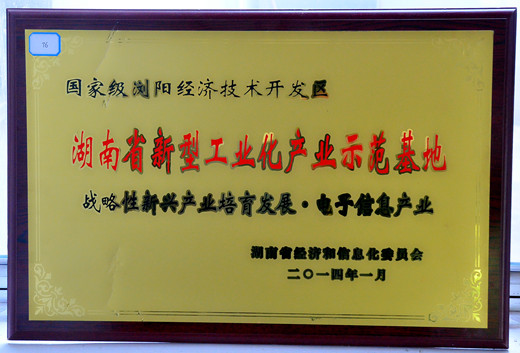 76
国家级浏阳经济技术开发区
湖南省新型工业化产业示范基地
战略性新兴产业培育发展·电子信息产业
湖南省经济和信息化委员会
二〇一四年一月